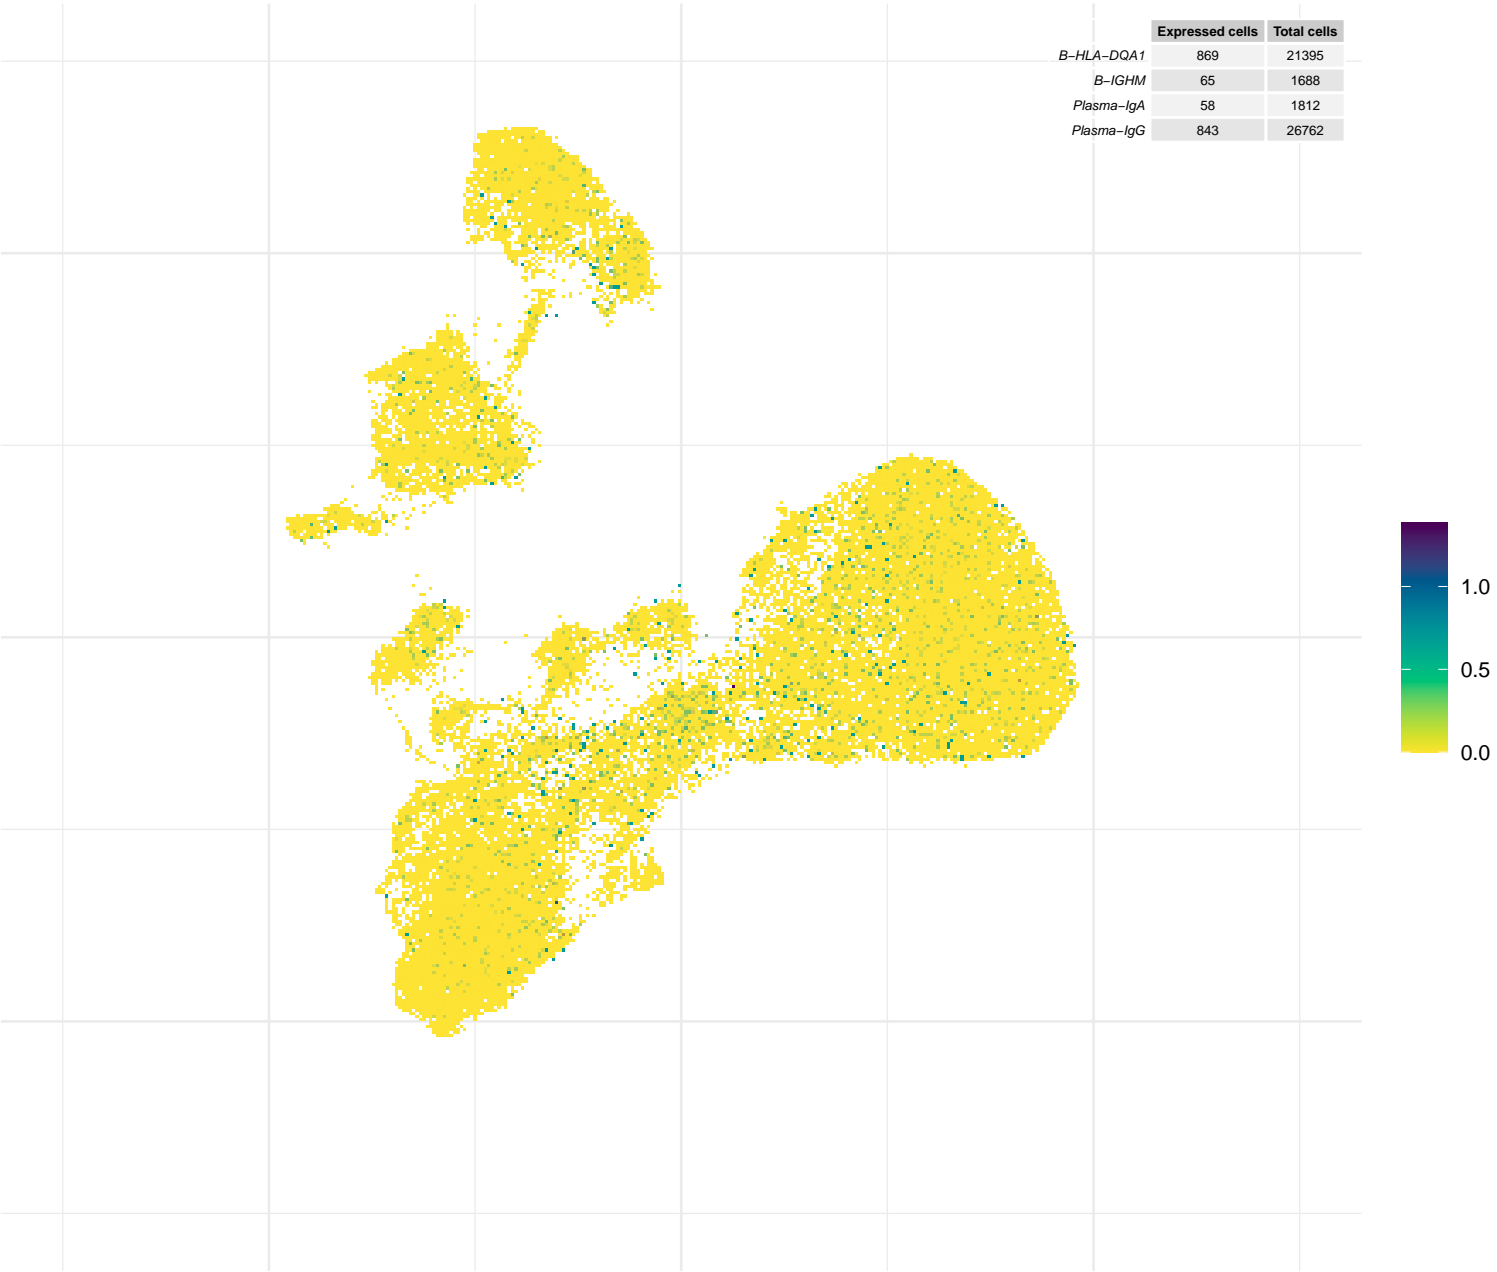 Expressed cells Total cells
B−HLA−DQA1 869 21395
B−IGHM 65 1688
Plasma−IgA 58 1812
Plasma−IgG 843 26762
1.0
0.5
0.0